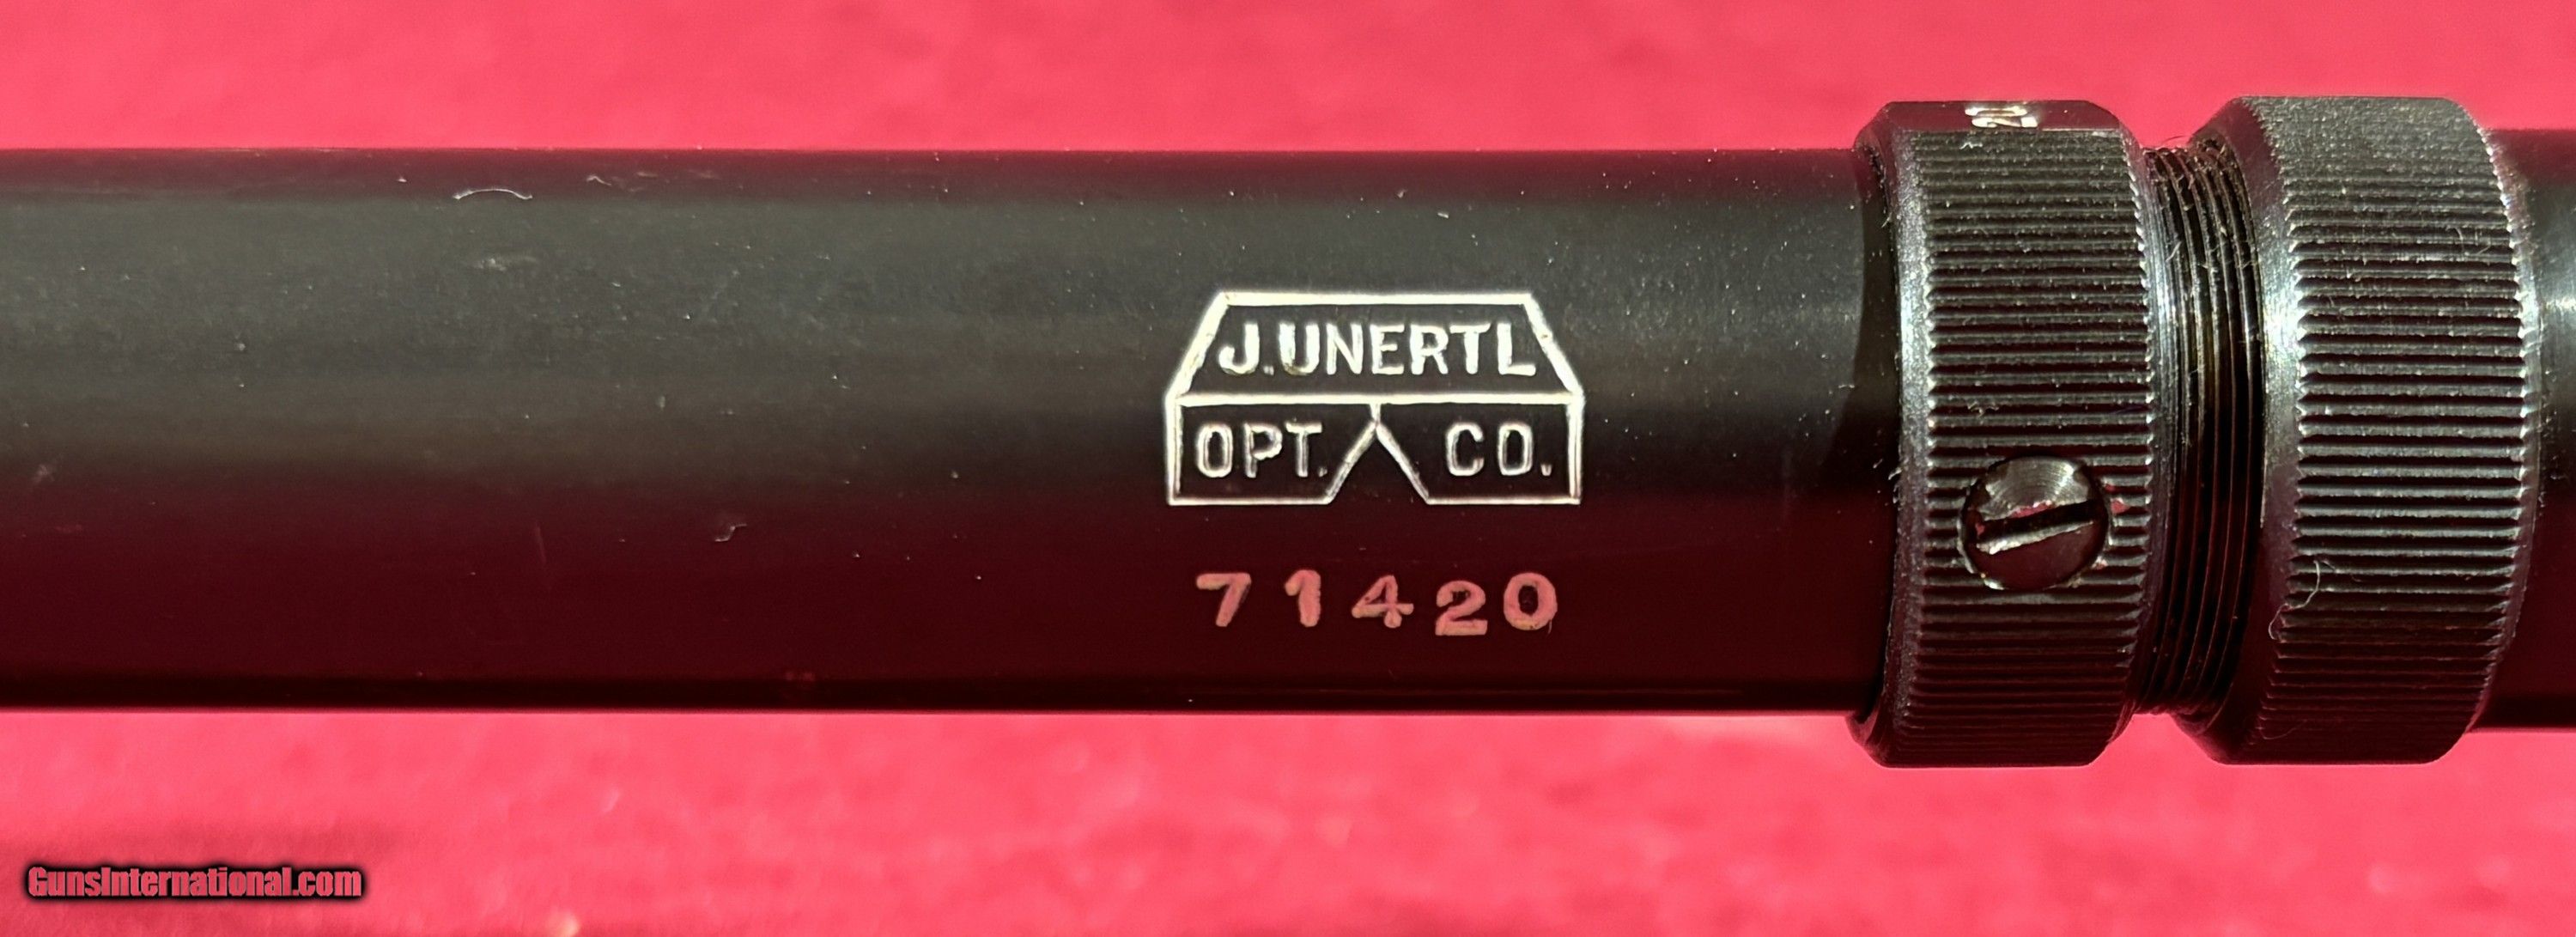 J.UNERTL
OPT. CO.
71420
GunsInternational.com